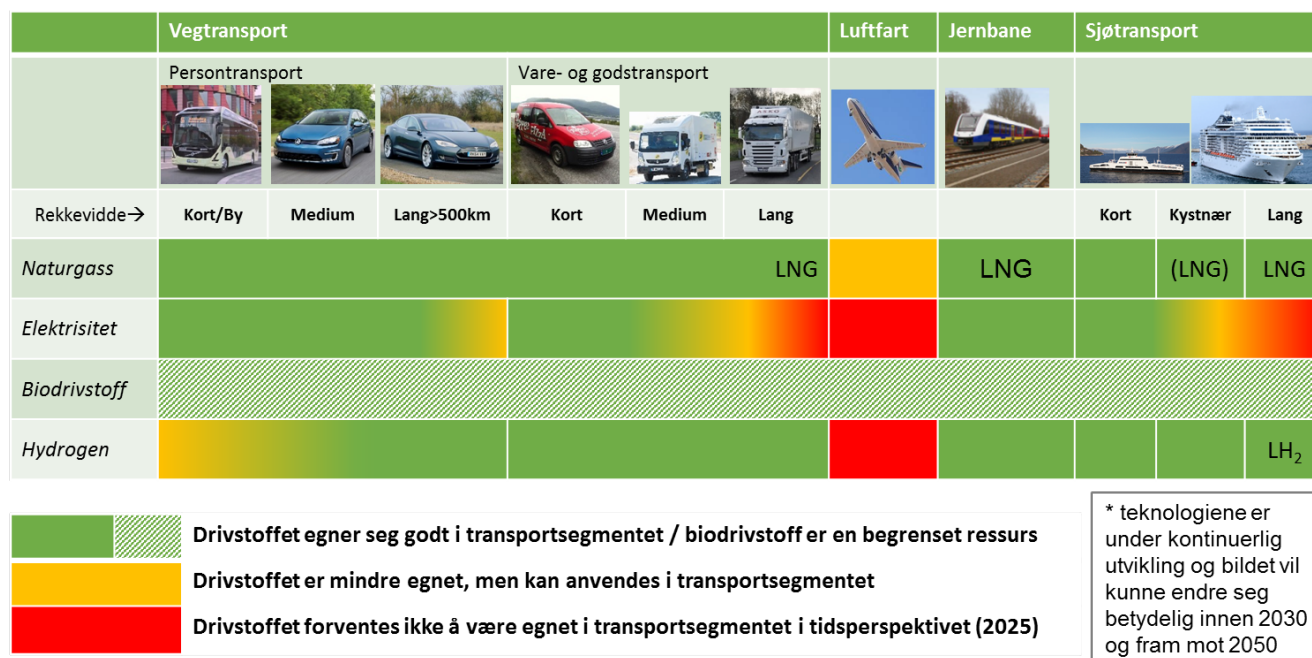 Vegtransport Luftfart Jernbane Sjøtransport
Persontransport Vare- og godstransport
Rekkevidde→ Kort/By Medium Lang>500km Kort Medium Lang Kort Kystnær Lang
Naturgass LNG LNG (LNG) LNG
Elektrisitet
Biodrivstoff
Hydrogen LH₂
Drivstoffet egner seg godt i transportsegmentet / biodrivstoff er en begrenset ressurs
Drivstoffet er mindre egnet, men kan anvendes i transportsegmentet
Drivstoffet forventes ikke å være egnet i transportsegmentet i tidsperspektivet (2025)
* teknologiene er
under kontinuerlig
utvikling og bildet vil
kunne endre seg
betydelig innen 2030
og fram mot 2050